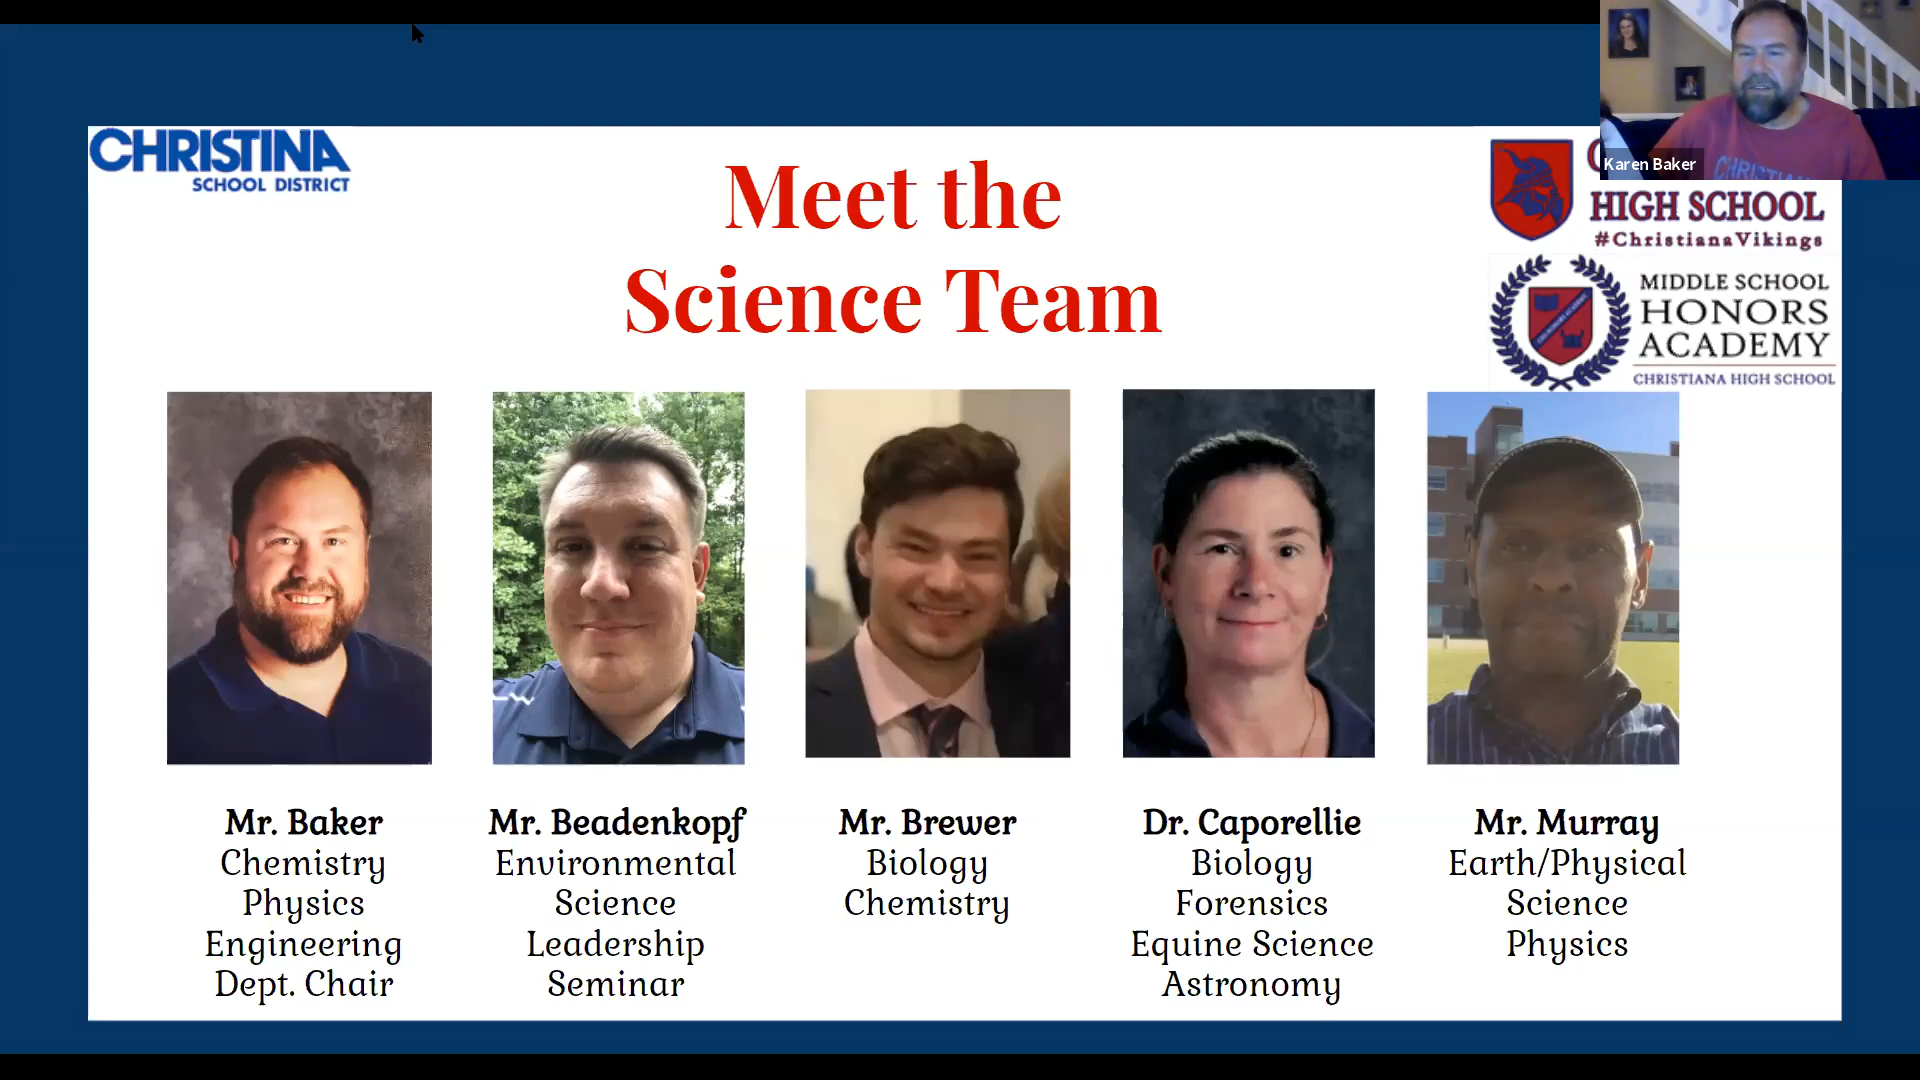 CHRISTINA
SCHOOL DISTRICT
Meet the
Science Team
HIGH SCHOOL
#ChristianaVikings
MIDDLE SCHOOL
HONORS
ACADEMY
CHRISTIANA HIGH SCHOOL
Karen Baker
Mr. Baker
Chemistry
Physics
Engineering
Dept. Chair
Mr. Beadenkopf
Environmental
Science
Leadership
Seminar
Mr. Brewer
Biology
Chemistry
Dr. Caporellie
Biology
Forensics
Equine Science
Astronomy
Mr. Murray
Earth/Physical
Science
Physics